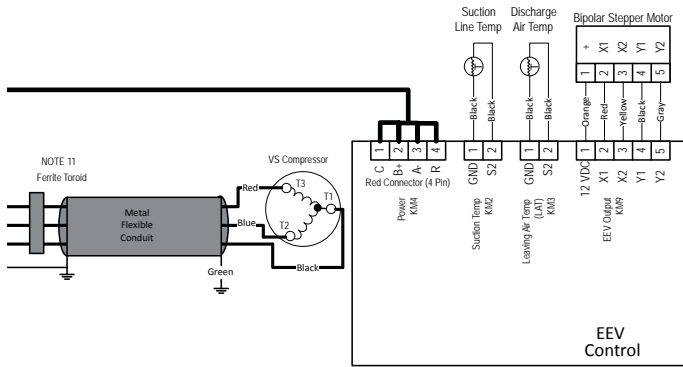 Suction
Line Temp
Discharge
Air Temp
Bipolar Stepper Motor
+ X1 X2 Y1 Y2
1 2 3 4 5
Black
Black
Black
Black
Orange
Red
Yellow
Black
Gray
1 2 3 4
1 2
1 2
1 2 3 4 5
C B+ A- R
GND S2
GND S2
12 VDC X1 X2 Y1 Y2
Red Connector (4 Pin)
Power
KM4
Suction Temp
KM2
Leaving Air Temp
(LAT)
KM3
EEV Output
KM9
NOTE 11
Ferrite Toroid
VS Compressor
Metal
Flexible
Conduit
Red
T3
T1
Blue
T2
Green
Black
EEV
Control